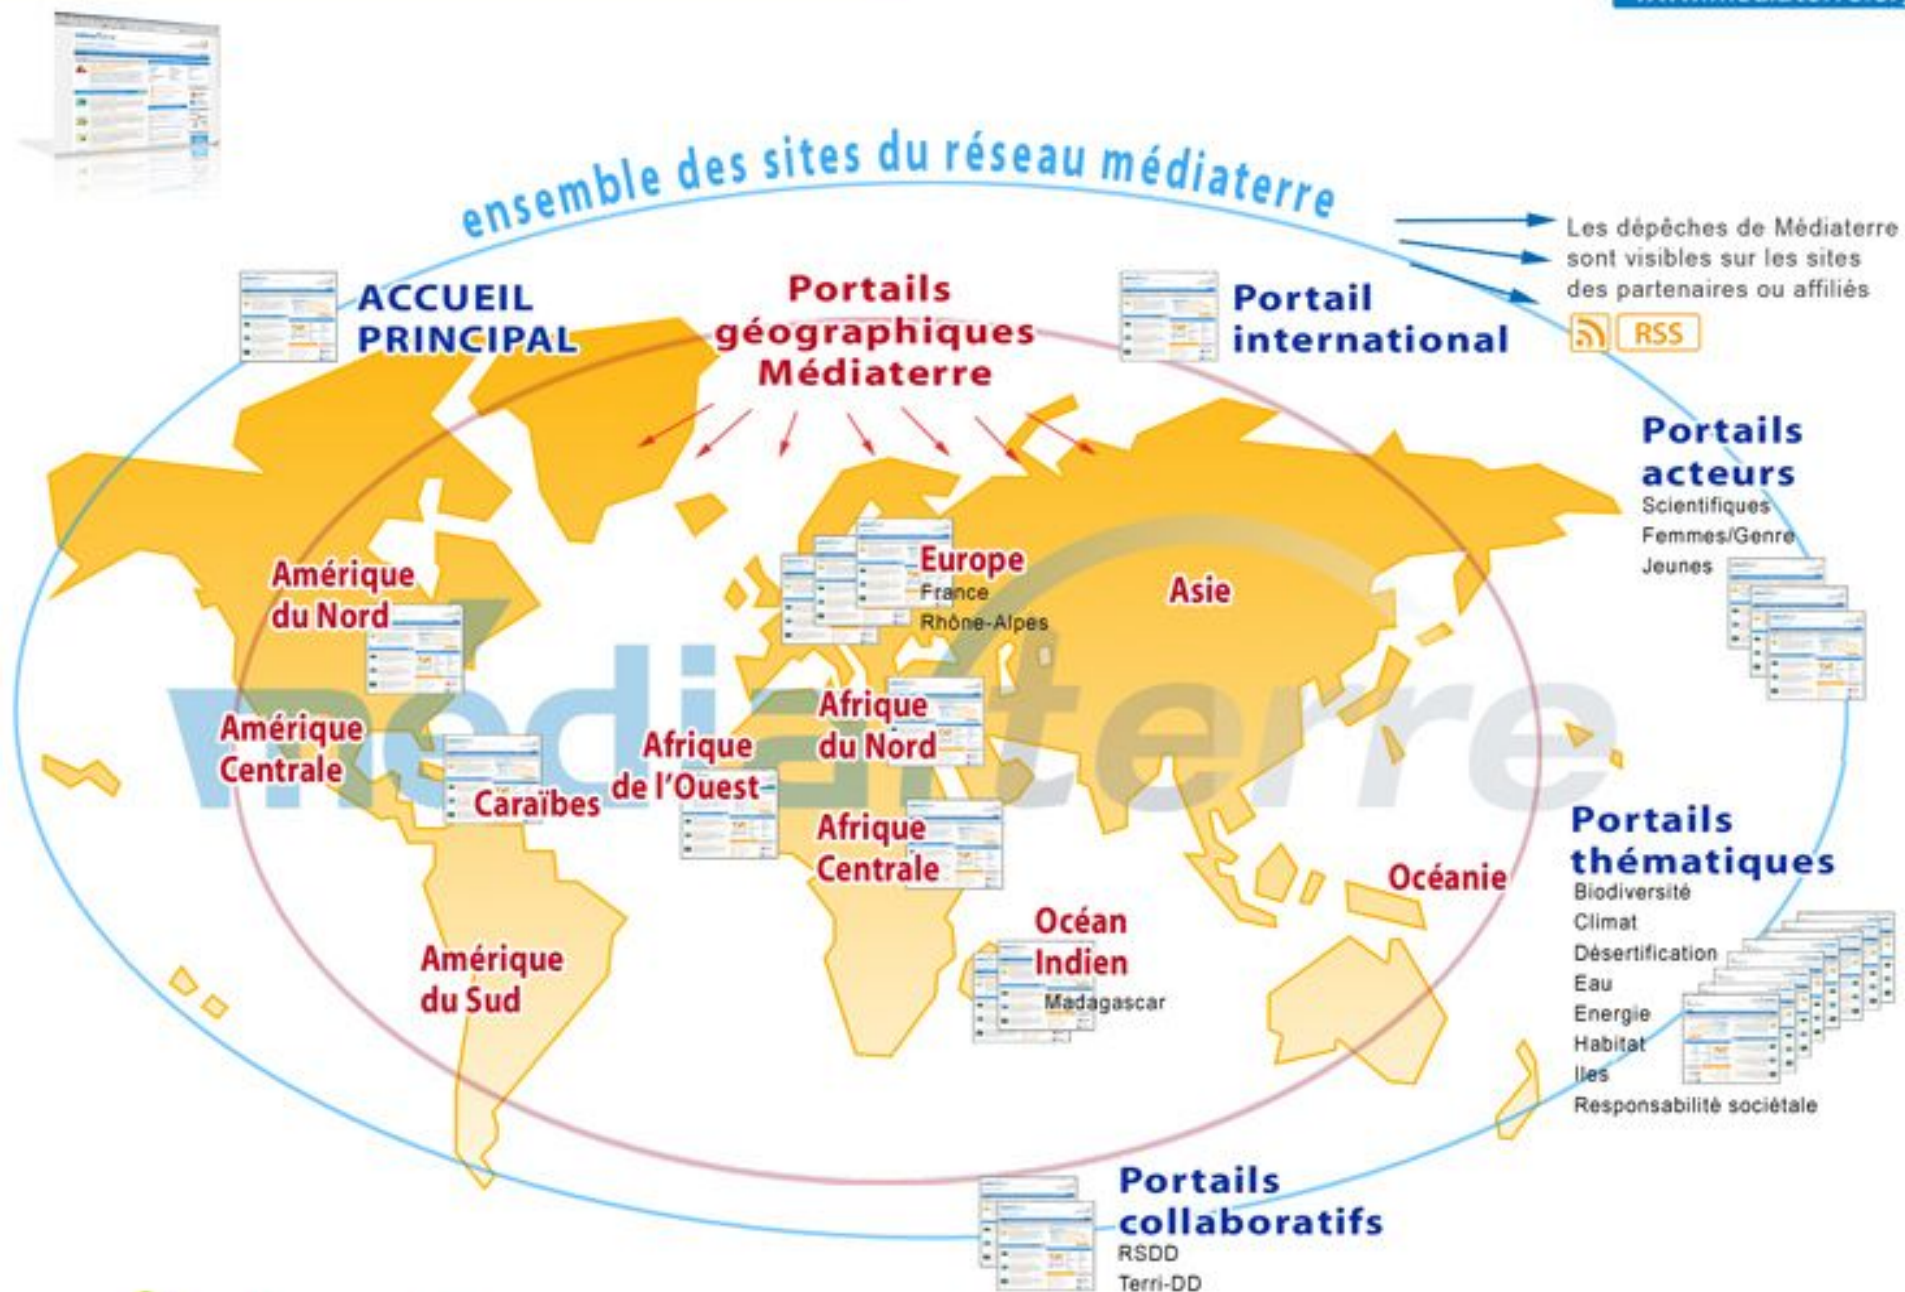 ensemble des sites du réseau médiaterre
Les dépêches de Médiaterre
sont visibles sur les sites
des partenaires ou affiliés
RSS
ACCUEIL
PRINCIPAL
Portails
géographiques
Médiaterre
Portail
international
Portails
acteurs
Scientifiques
Femmes/Genre
Jeunes
Amérique
du Nord
Europe
France
Rhône-Alpes
Asie
médiaterre
Amérique
Centrale
Caraïbes
Afrique
de l'Ouest
Afrique
du Nord
Afrique
Centrale
Océanie
Océan
Indien
Madagascar
Amérique
du Sud
Portails
thématiques
Biodiversité
Climat
Désertification
Eau
Energie
Habitat
Iles
Responsabilité sociétale
Portails
collaboratifs
RSDD
Terri-DD